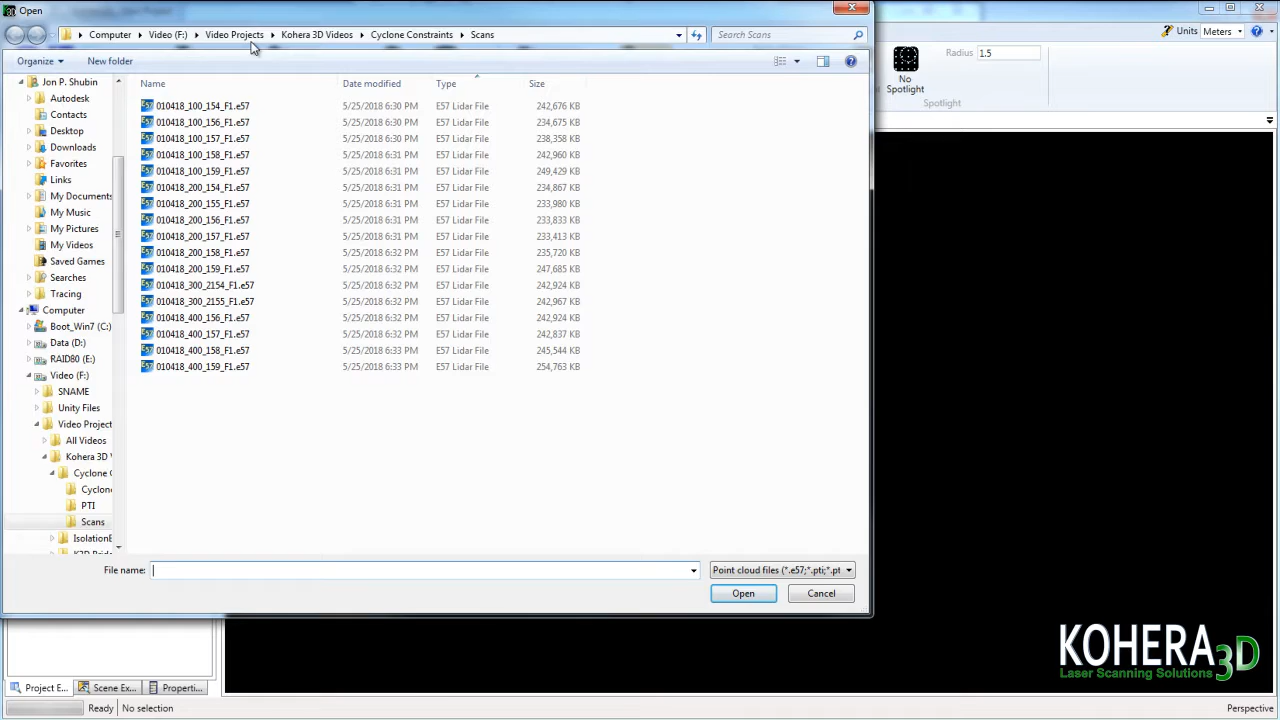 Open
Computer Video (F:) Video Projects Kohera 3D Videos Cyclone Constraints Scans
Search Scans
Units Meters
Organize New folder
No
Spotlight
Radius 1.5
Spotlight
Name Date modified Type Size
010418_100_154_F1.e57 5/25/2018 6:30 PM E57 Lidar File 242,676 KB
010418_100_156_F1.e57 5/25/2018 6:30 PM E57 Lidar File 234,675 KB
010418_100_157_F1.e57 5/25/2018 6:30 PM E57 Lidar File 238,358 KB
010418_100_158_F1.e57 5/25/2018 6:31 PM E57 Lidar File 242,960 KB
010418_100_159_F1.e57 5/25/2018 6:31 PM E57 Lidar File 249,429 KB
010418_200_154_F1.e57 5/25/2018 6:31 PM E57 Lidar File 234,867 KB
010418_200_155_F1.e57 5/25/2018 6:31 PM E57 Lidar File 233,980 KB
010418_200_156_F1.e57 5/25/2018 6:31 PM E57 Lidar File 233,833 KB
010418_200_157_F1.e57 5/25/2018 6:31 PM E57 Lidar File 233,413 KB
010418_200_158_F1.e57 5/25/2018 6:32 PM E57 Lidar File 235,720 KB
010418_200_159_F1.e57 5/25/2018 6:32 PM E57 Lidar File 247,685 KB
010418_300_2154_F1.e57 5/25/2018 6:32 PM E57 Lidar File 242,924 KB
010418_300_2155_F1.e57 5/25/2018 6:32 PM E57 Lidar File 242,967 KB
010418_400_156_F1.e57 5/25/2018 6:32 PM E57 Lidar File 242,924 KB
010418_400_157_F1.e57 5/25/2018 6:32 PM E57 Lidar File 242,837 KB
010418_400_158_F1.e57 5/25/2018 6:33 PM E57 Lidar File 245,544 KB
010418_400_159_F1.e57 5/25/2018 6:33 PM E57 Lidar File 254,763 KB
Jon P. Shubin
Autodesk
Contacts
Desktop
Downloads
Favorites
Links
My Documents
My Music
My Pictures
My Videos
Saved Games
Searches
Tracing
Computer
Boot_Win7 (C:)
Data (D:)
RAID80 (E:)
Video (F:)
SNAME
Unity Files
Video Project
All Videos
Kohera 3D V
Cyclone C
Cyclone
PTI
Scans
IsolationE
File name: Point cloud files (*.e57;*.pti;*.pt
Open Cancel
KOHERA3D
Laser Scanning Solutions
Project E... Scene Ex... Properti...
Ready No selection Perspective